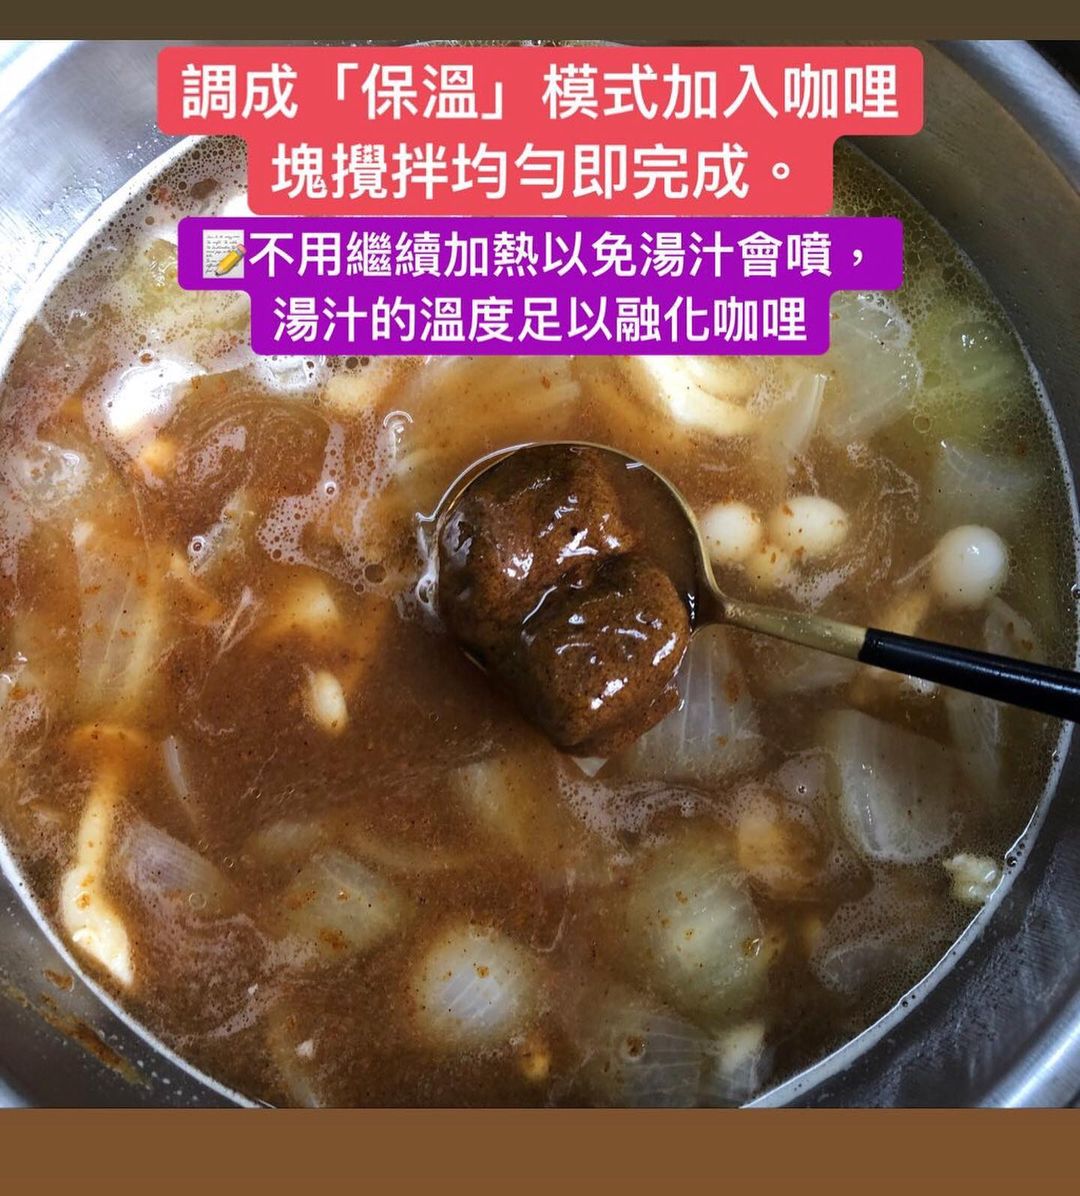 調成「保溫」模式加入咖哩
塊攪拌均勻即完成。
📝不用繼續加熱以免湯汁會噴，
湯汁的溫度足以融化咖哩